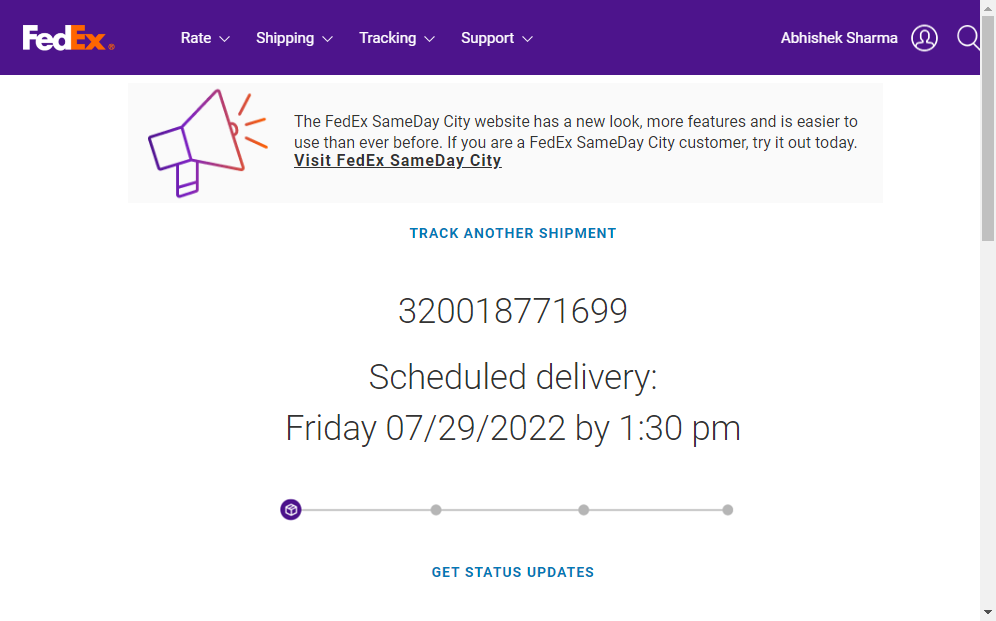 FedEx®
Rate
Shipping
Tracking
Support
Abhishek Sharma
The FedEx SameDay City website has a new look, more features and is easier to
use than ever before. If you are a FedEx SameDay City customer, try it out today.
Visit FedEx SameDay City
TRACK ANOTHER SHIPMENT
320018771699
Scheduled delivery:
Friday 07/29/2022 by 1:30 pm
GET STATUS UPDATES